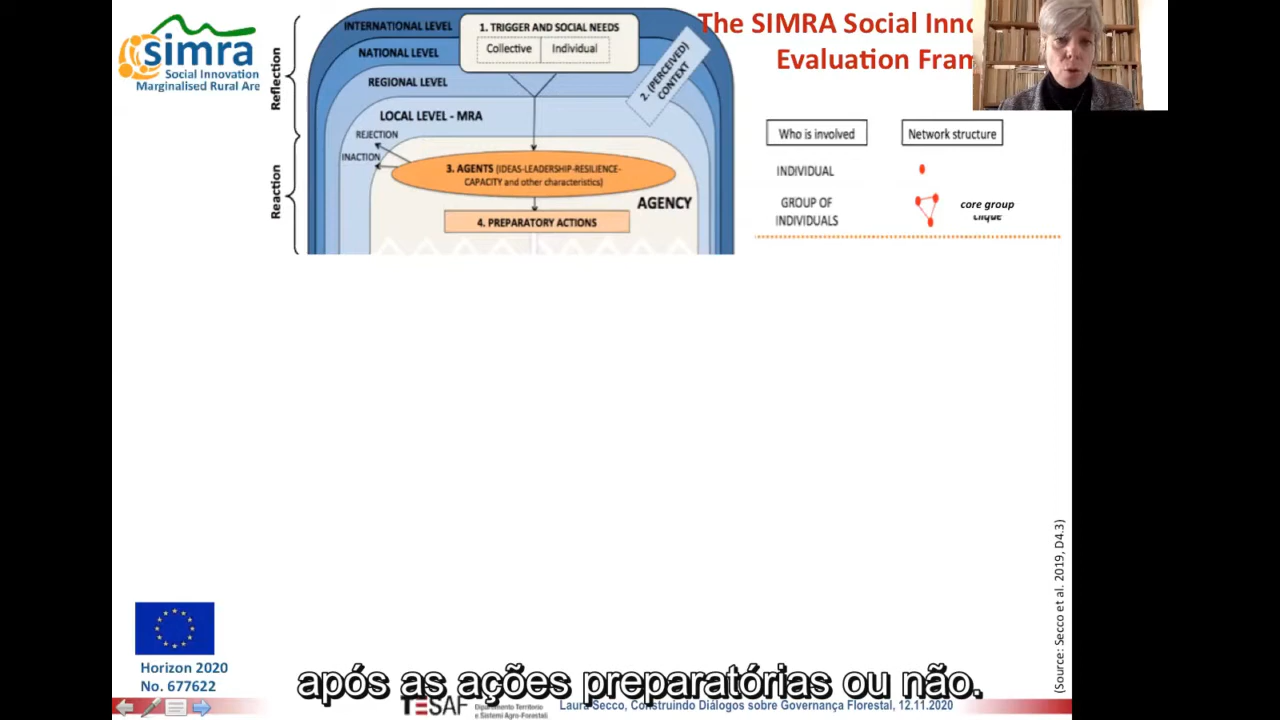 simra
Social Innovation
Marginalised Rural Are
The SIMRA Social Inno
Evaluation Fran
Reflection
Reaction
INTERNATIONAL LEVEL
NATIONAL LEVEL
REGIONAL LEVEL
LOCAL LEVEL - MRA
1. TRIGGER AND SOCIAL NEEDS
Collective
Individual
2. (PERCEIVED)
CONTEXT
REJECTION
INACTION
3. AGENTS (IDEAS-LEADERSHIP-RESILIENCE-
CAPACITY and other characteristics)
AGENCY
4. PREPARATORY ACTIONS
Who is involved
Network structure
INDIVIDUAL
GROUP OF
INDIVIDUALS
core group
clique
(Source: Secco et al. 2019, D4.3)
Horizon 2020
No. 677622
após as ações preparatórias ou não.
TESAF
Dipartimento Territorio
e Sistemi Agro-Forestali
Laura Secco, Construindo Diálogos sobre Governança Florestal, 12.11.2020